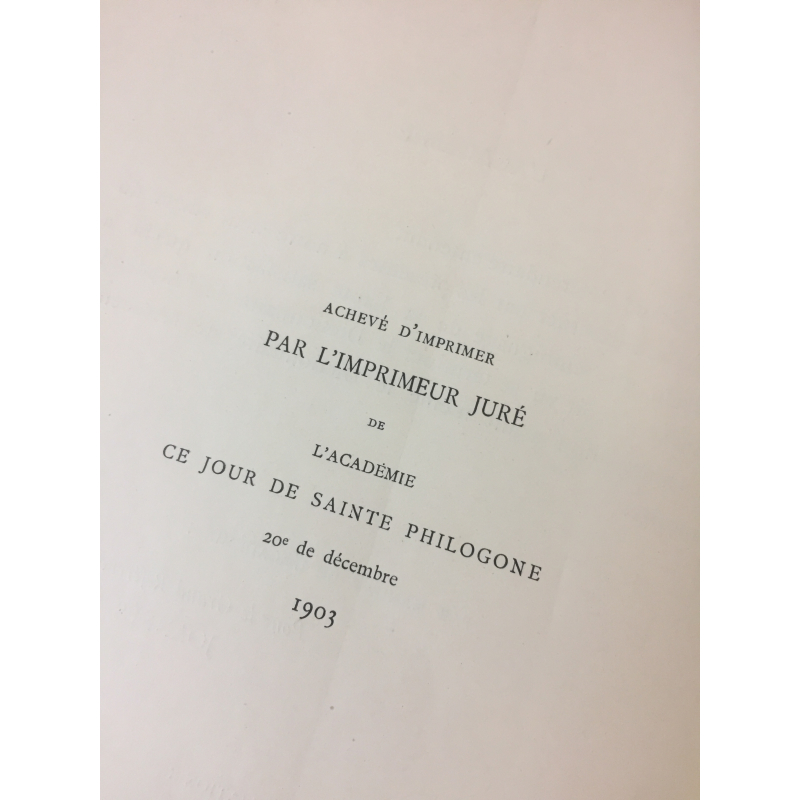 ACHEVÉ D'IMPRIMER
PAR L'IMPRIMEUR JURÉ
DE
L'ACADÉMIE
CE JOUR DE SAINTE PHILOGONE
20e de décembre
1903